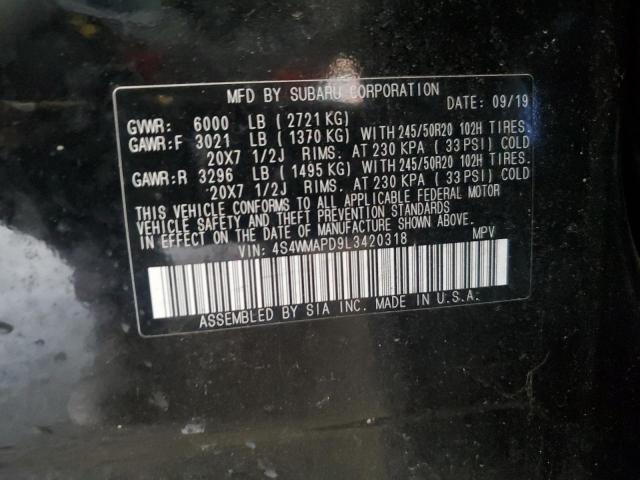 MFD BY SUBARU CORPORATION
DATE: 09/19
GVWR: 6000 LB (2721 KG)
GAWR:F 3021 LB (1370 KG) WITH 245/50R20 102H TIRES.
20X7 1/2J RIMS. AT 230 KPA (33 PSI) COLD
GAWR:R 3296 LB (1495 KG) WITH 245/50R20 102H TIRES.
20X7 1/2J RIMS. AT 230 KPA (33 PSI) COLD
THIS VEHICLE CONFORMS TO ALL APPLICABLE FEDERAL MOTOR
VEHICLE SAFETY AND THEFT PREVENTION STANDARDS
IN EFFECT ON THE DATE OF MANUFACTURE SHOWN ABOVE.
VIN: 4S4WMAPD9L3420318 MPV
ASSEMBLED BY SIA INC. MADE IN U.S.A.